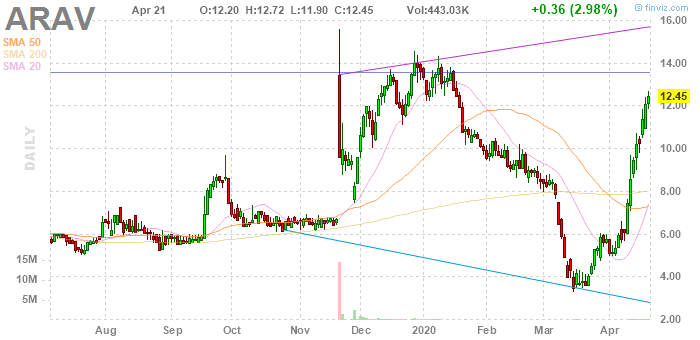 ARAV
Apr 21 O:12.20 H:12.72 L:11.90 C:12.45 Vol:443.03K +0.36 (2.98%)
© finviz.com
SMA 50
SMA 200
SMA 20
DAILY
16.00
14.00
12.45
12.00
10.00
8.00
6.00
4.00
2.00
15M
10M
5M
Aug Sep Oct Nov Dec 2020 Feb Mar Apr